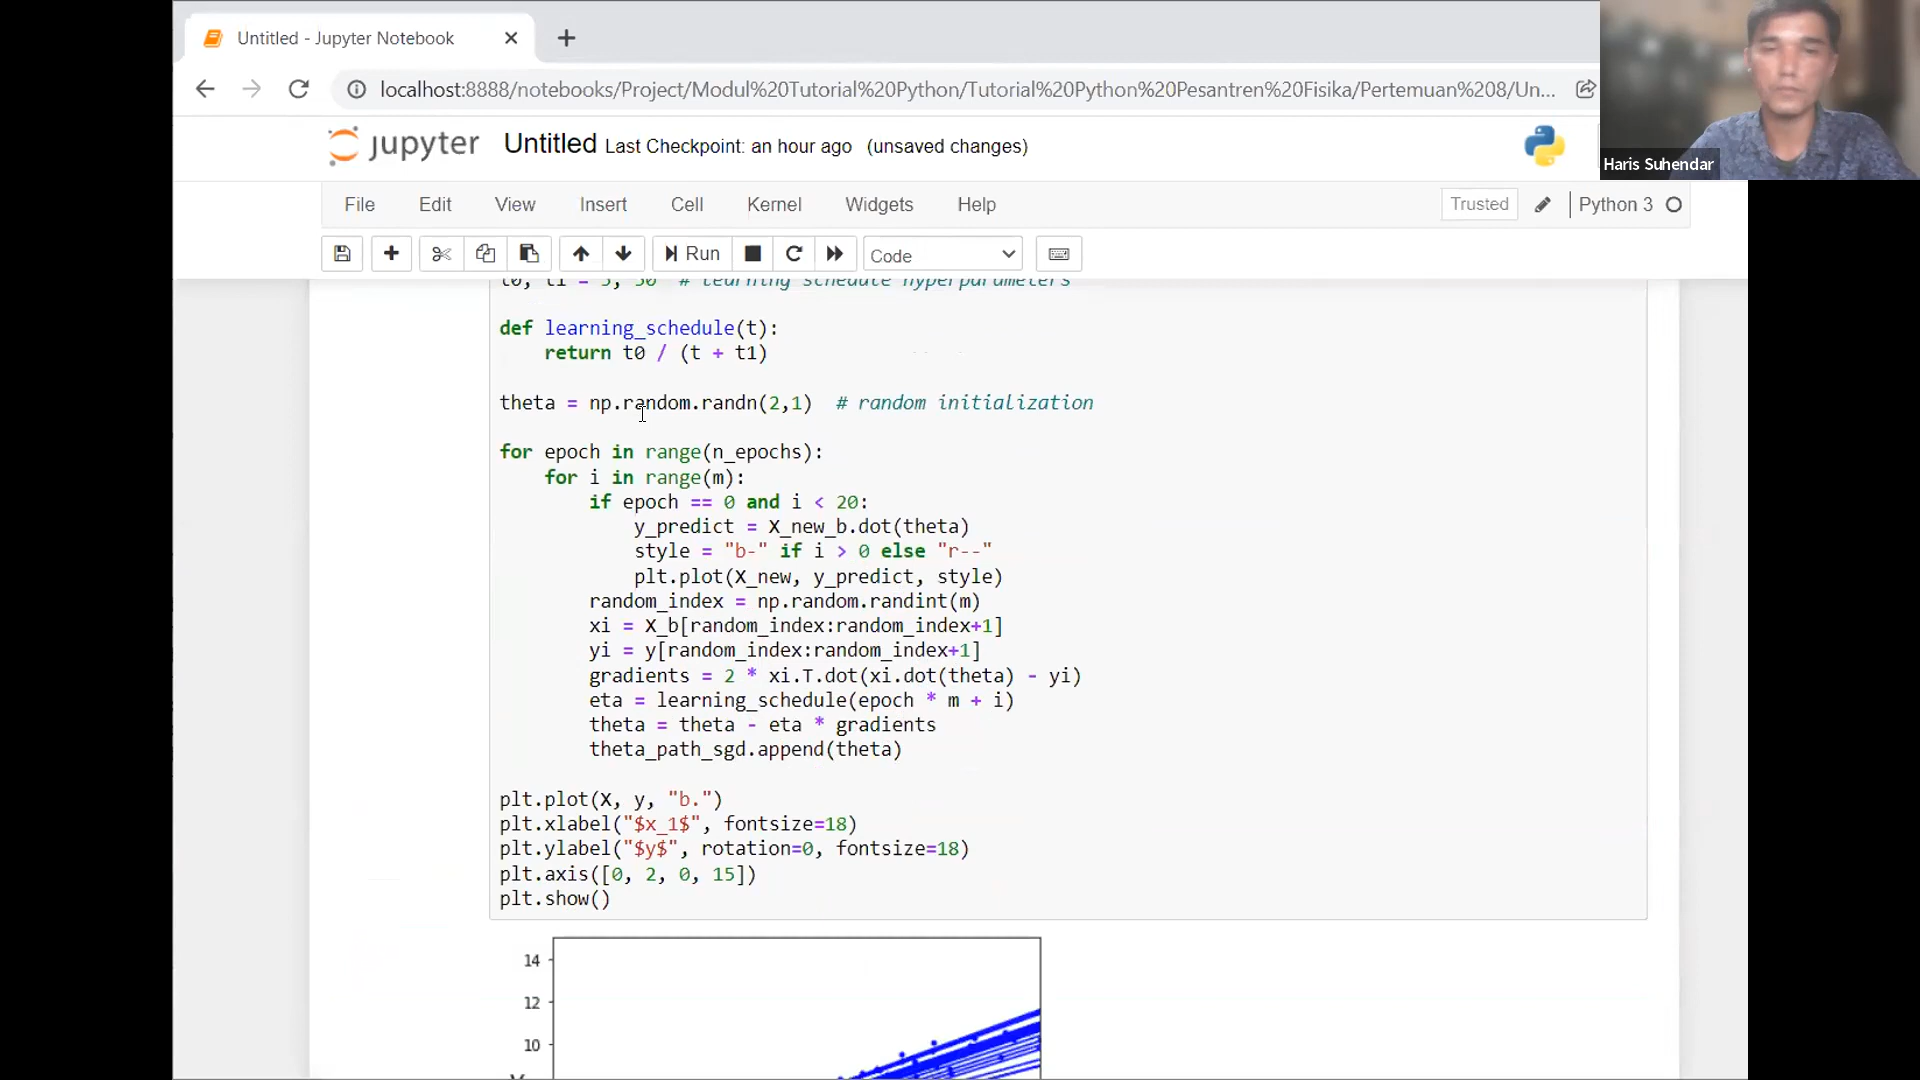 Untitled - Jupyter Notebook
localhost:8888/notebooks/Project/Modul%20Tutorial%20Python/Tutorial%20Python%20Pesantren%20Fisika/Pertemuan%208/Un...
Haris Suhendar
jupyter Untitled Last Checkpoint: an hour ago (unsaved changes)
File Edit View Insert Cell Kernel Widgets Help Trusted Python 3
Run Code
t0, t1 = 5, 50 # learning schedule hyperparameters
def learning_schedule(t):
    return t0 / (t + t1)
theta = np.random.randn(2,1) # random initialization
for epoch in range(n_epochs):
    for i in range(m):
        if epoch == 0 and i < 20:
            y_predict = X_new_b.dot(theta)
            style = "b-" if i > 0 else "r--"
            plt.plot(X_new, y_predict, style)
        random_index = np.random.randint(m)
        xi = X_b[random_index:random_index+1]
        yi = y[random_index:random_index+1]
        gradients = 2 * xi.T.dot(xi.dot(theta) - yi)
        eta = learning_schedule(epoch * m + i)
        theta = theta - eta * gradients
        theta_path_sgd.append(theta)
plt.plot(X, y, "b.")
plt.xlabel("$x_1$", fontsize=18)
plt.ylabel("$y$", rotation=0, fontsize=18)
plt.axis([0, 2, 0, 15])
plt.show()
14
12
10